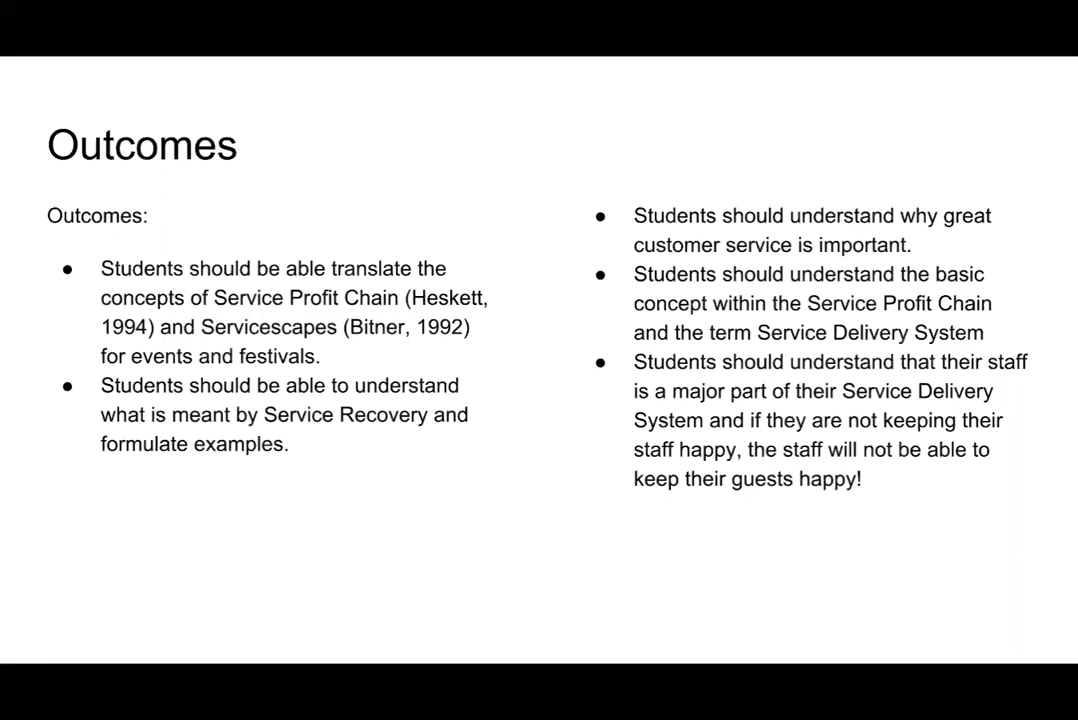 Outcomes
Outcomes:
● Students should be able translate the
concepts of Service Profit Chain (Heskett,
1994) and Servicescapes (Bitner, 1992)
for events and festivals.
● Students should be able to understand
what is meant by Service Recovery and
formulate examples.
● Students should understand why great
customer service is important.
● Students should understand the basic
concept within the Service Profit Chain
and the term Service Delivery System
● Students should understand that their staff
is a major part of their Service Delivery
System and if they are not keeping their
staff happy, the staff will not be able to
keep their guests happy!